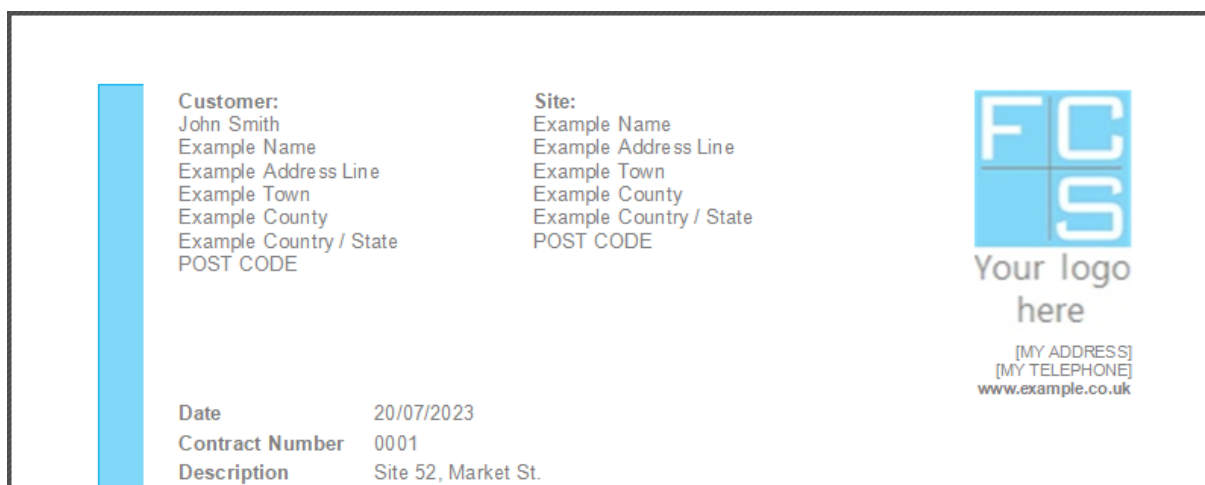 Customer:
John Smith
Example Name
Example Address Line
Example Town
Example County
Example Country / State
POST CODE
Site:
Example Name
Example Address Line
Example Town
Example County
Example Country / State
POST CODE
FC
S
Your logo
here
[MY ADDRESS]
[MY TELEPHONE]
www.example.co.uk
Date 20/07/2023
Contract Number 0001
Description Site 52, Market St.